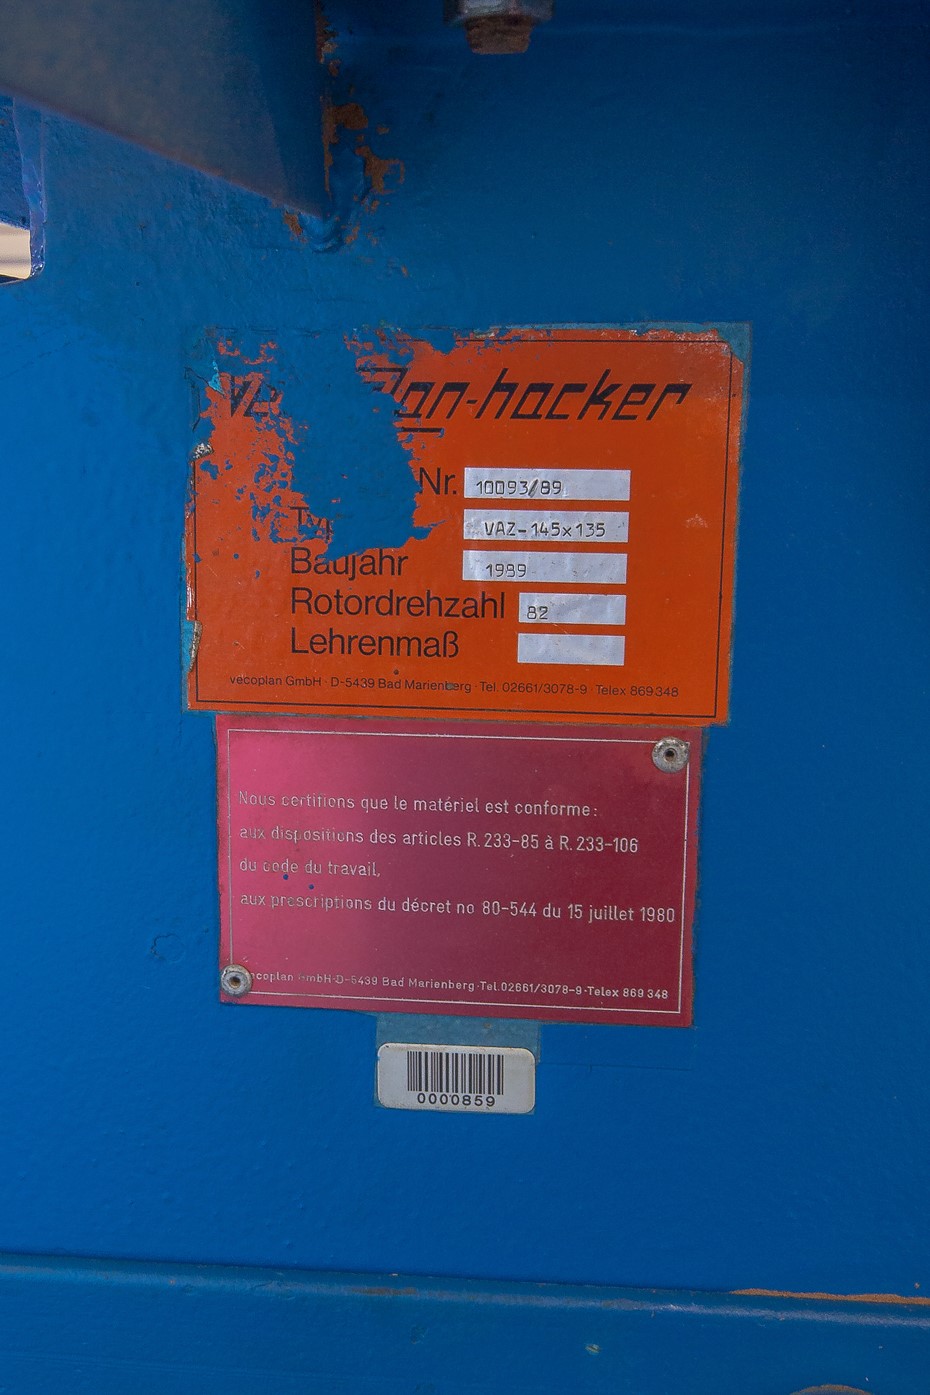 -hacker
Nr. 10093/89
VAZ-145x135
Baujahr 1989
Rotordrehzahl 82
Lehrenmaß
vecoplan GmbH · D-5439 Bad Marienberg · Tel. 02661/3078-9 · Telex 869348
Nous certifions que le matériel est conforme:
aux dispositions des articles R.233-85 à R.233-106
du code du travail,
aux prescriptions du décret no 80-544 du 15 juillet 1980
vecoplan GmbH·D-5439 Bad Marienberg·Tel.02661/3078-9·Telex 869 348
0000859